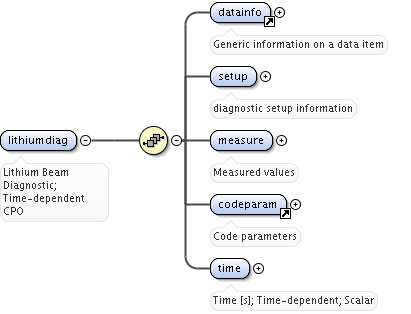 datainfo
Generic information on a data item
setup
diagnostic setup information
lithiumdiag
Lithium Beam
Diagnostic;
Time-dependent
CPO
measure
Measured values
codeparam
Code parameters
time
Time [s]; Time-dependent; Scalar